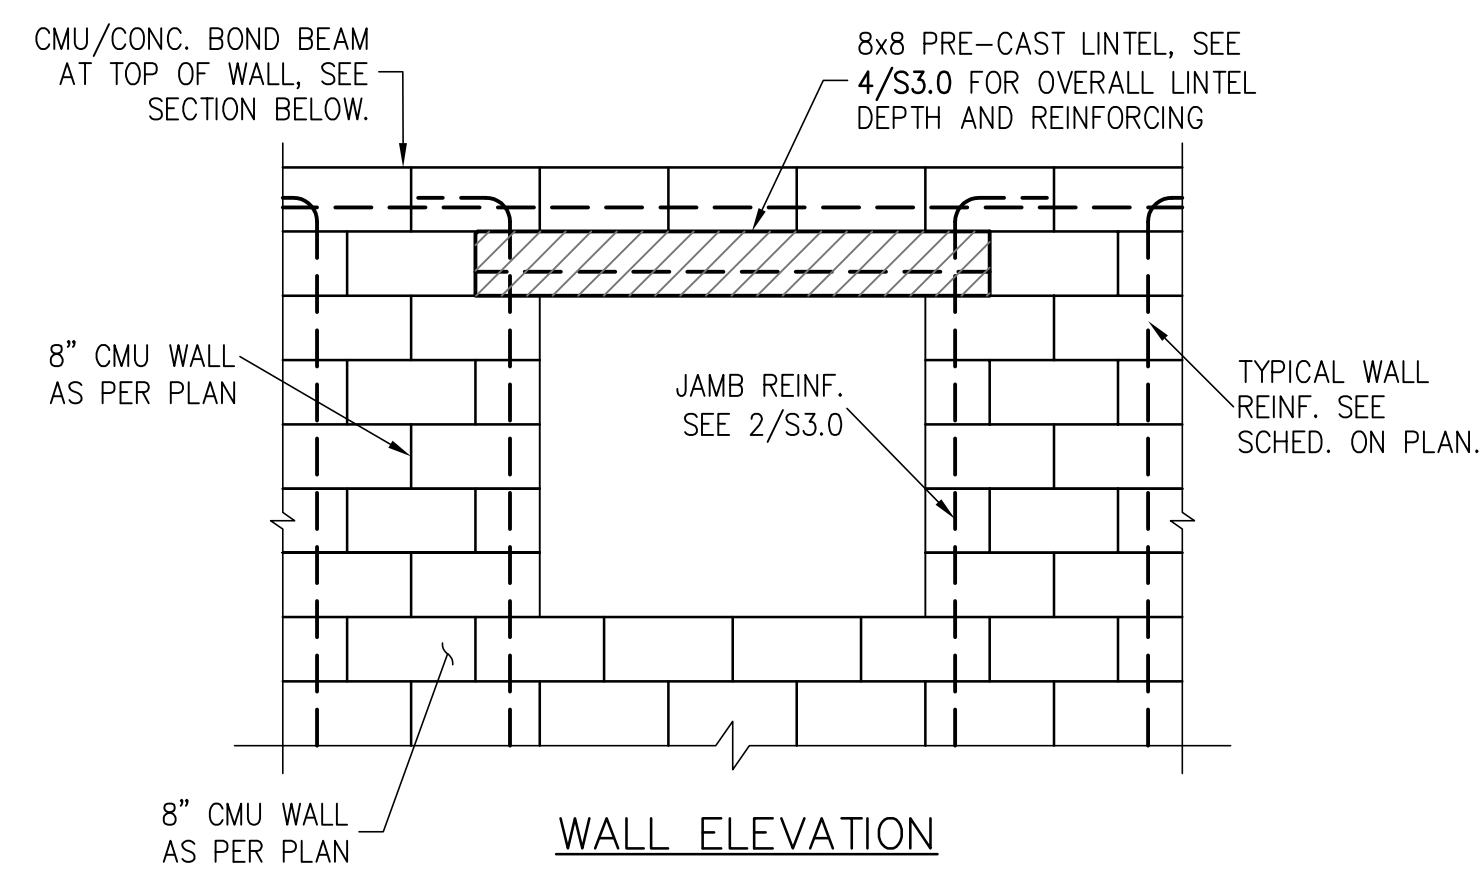 CMU/CONC. BOND BEAM
AT TOP OF WALL, SEE
SECTION BELOW.
8x8 PRE-CAST LINTEL, SEE
4/S3.0 FOR OVERALL LINTEL
DEPTH AND REINFORCING
8" CMU WALL
AS PER PLAN
JAMB REINF.
SEE 2/S3.0
TYPICAL WALL
REINF. SEE
SCHED. ON PLAN.
8" CMU WALL
AS PER PLAN
WALL ELEVATION